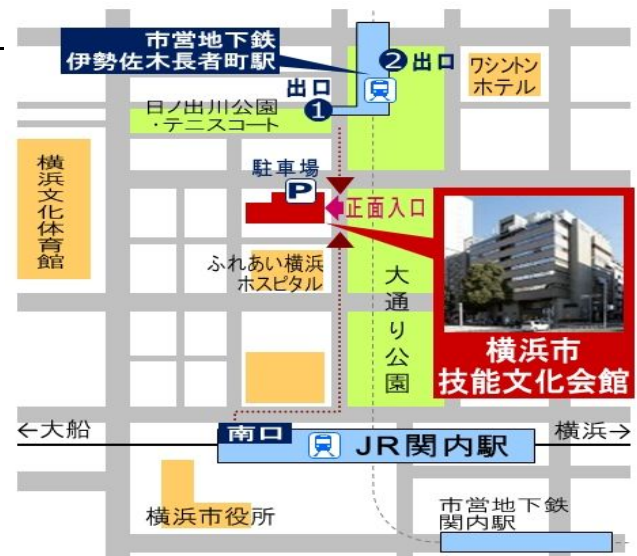 市営地下鉄
伊勢佐木長者町駅
❷出口
ワシントン
ホテル
出口
❶
日ノ出川公園
・テニスコート
横浜文化体育館
駐車場
P
正面入口
ふれあい横浜
ホスピタル
大通り公園
横浜市
技能文化会館
←大船
南口
JR関内駅
横浜→
横浜市役所
市営地下鉄
関内駅